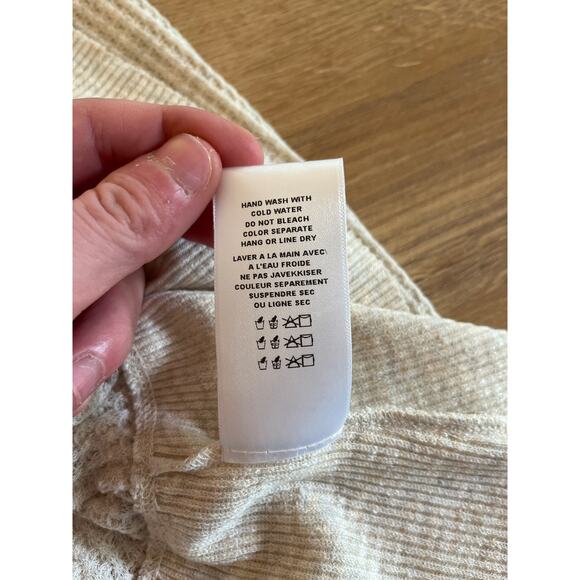 HAND WASH WITH
COLD WATER
DO NOT BLEACH
COLOR SEPARATE
HANG OR LINE DRY
LAVER A LA MAIN AVEC\
A L'EAU FROIDE
NE PAS JAVEKKISER
COULEUR SEPAREMENT
SUSPENDRE SEC
OU LIGNE SEC